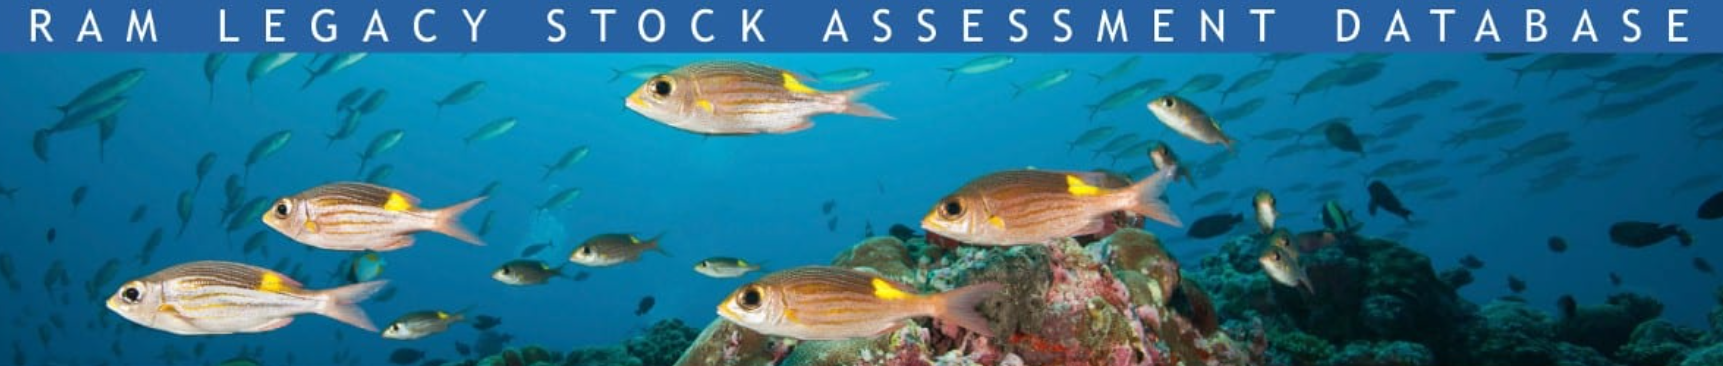 RAM LEGACY STOCK ASSESSMENT DATABASE